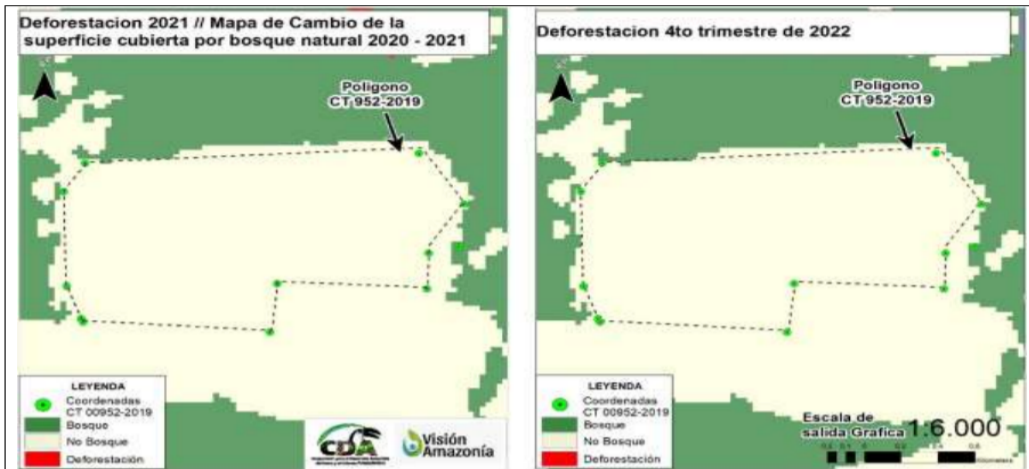 Deforestacion 2021 // Mapa de Cambio de la
superficie cubierta por bosque natural 2020 - 2021
Poligono
CT 952-2019
LEYENDA
Coordenadas
CT 00952-2019
Bosque
No Bosque
Deforestación
CDA
Visión
Amazonía
Deforestacion 4to trimestre de 2022
Poligono
CT 952-2019
LEYENDA
Coordenadas
CT 00952-2019
Bosque
No Bosque
Deforestación
Escala de
salida Grafica 1:6.000